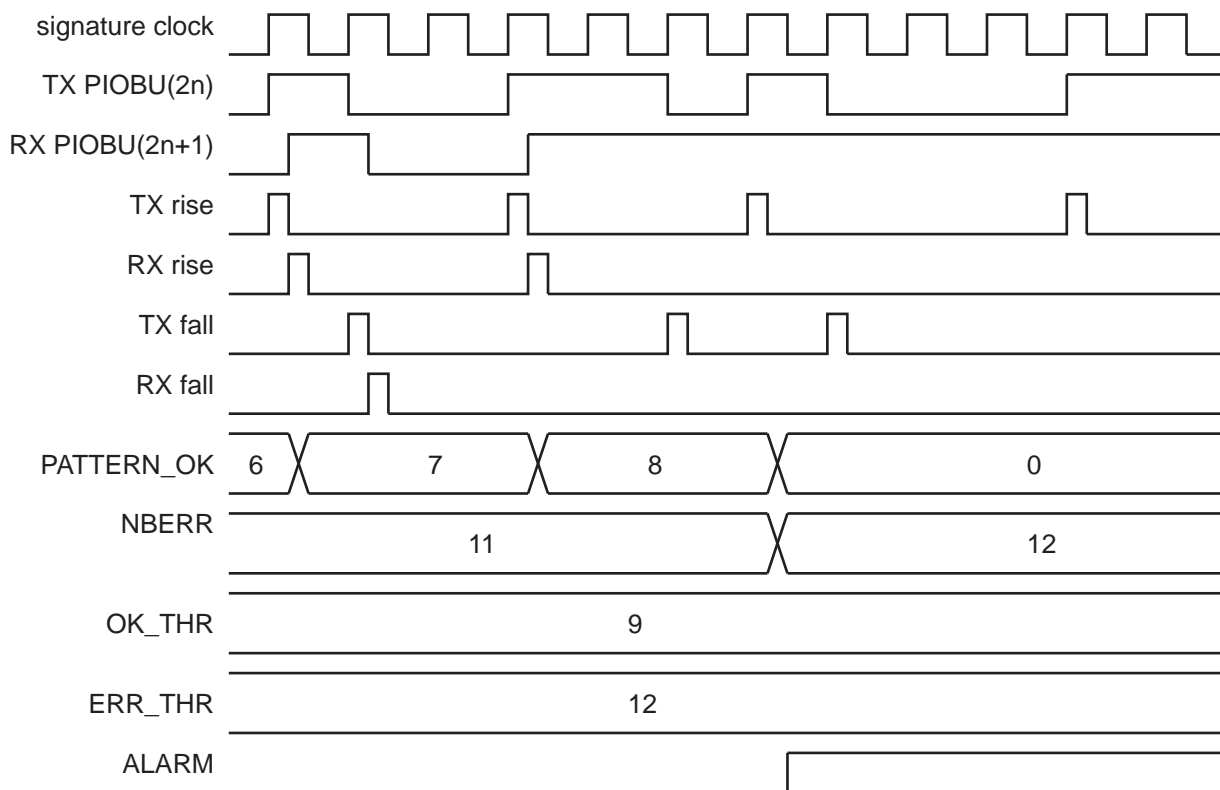 signature clock
TX PIOBU(2n)
RX PIOBU(2n+1)
TX rise
RX rise
TX fall
RX fall
PATTERN_OK 6 7 8 0
NBERR 11 12
OK_THR 9
ERR_THR 12
ALARM